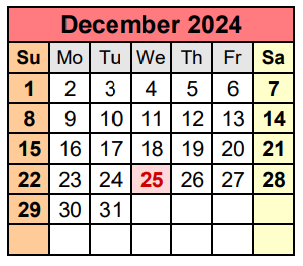 December 2024
Su Mo Tu We Th Fr Sa
1 2 3 4 5 6 7
8 9 10 11 12 13 14
15 16 17 18 19 20 21
22 23 24 25 26 27 28
29 30 31